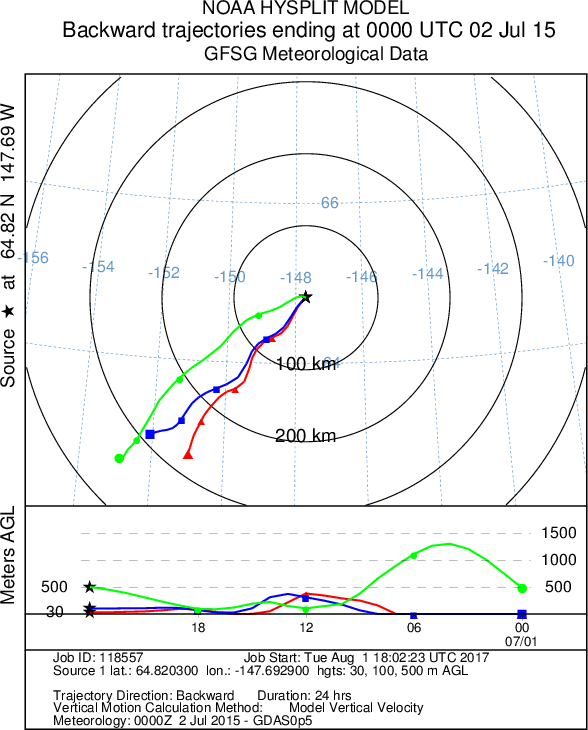 NOAA HYSPLIT MODEL
Backward trajectories ending at 0000 UTC 02 Jul 15
GFSG Meteorological Data
Source ★ at 64.82 N 147.69 W
66
-156 -154 -152 -150 -148 -146 -144 -142 -140
100 km 64
200 km
Meters AGL
1500
1000
500 500
30
18 12 06 00
07/01
Job ID: 118557 Job Start: Tue Aug 1 18:02:23 UTC 2017
Source 1 lat.: 64.820300 lon.: -147.692900 hgts: 30, 100, 500 m AGL
Trajectory Direction: Backward Duration: 24 hrs
Vertical Motion Calculation Method: Model Vertical Velocity
Meteorology: 0000Z 2 Jul 2015 - GDAS0p5